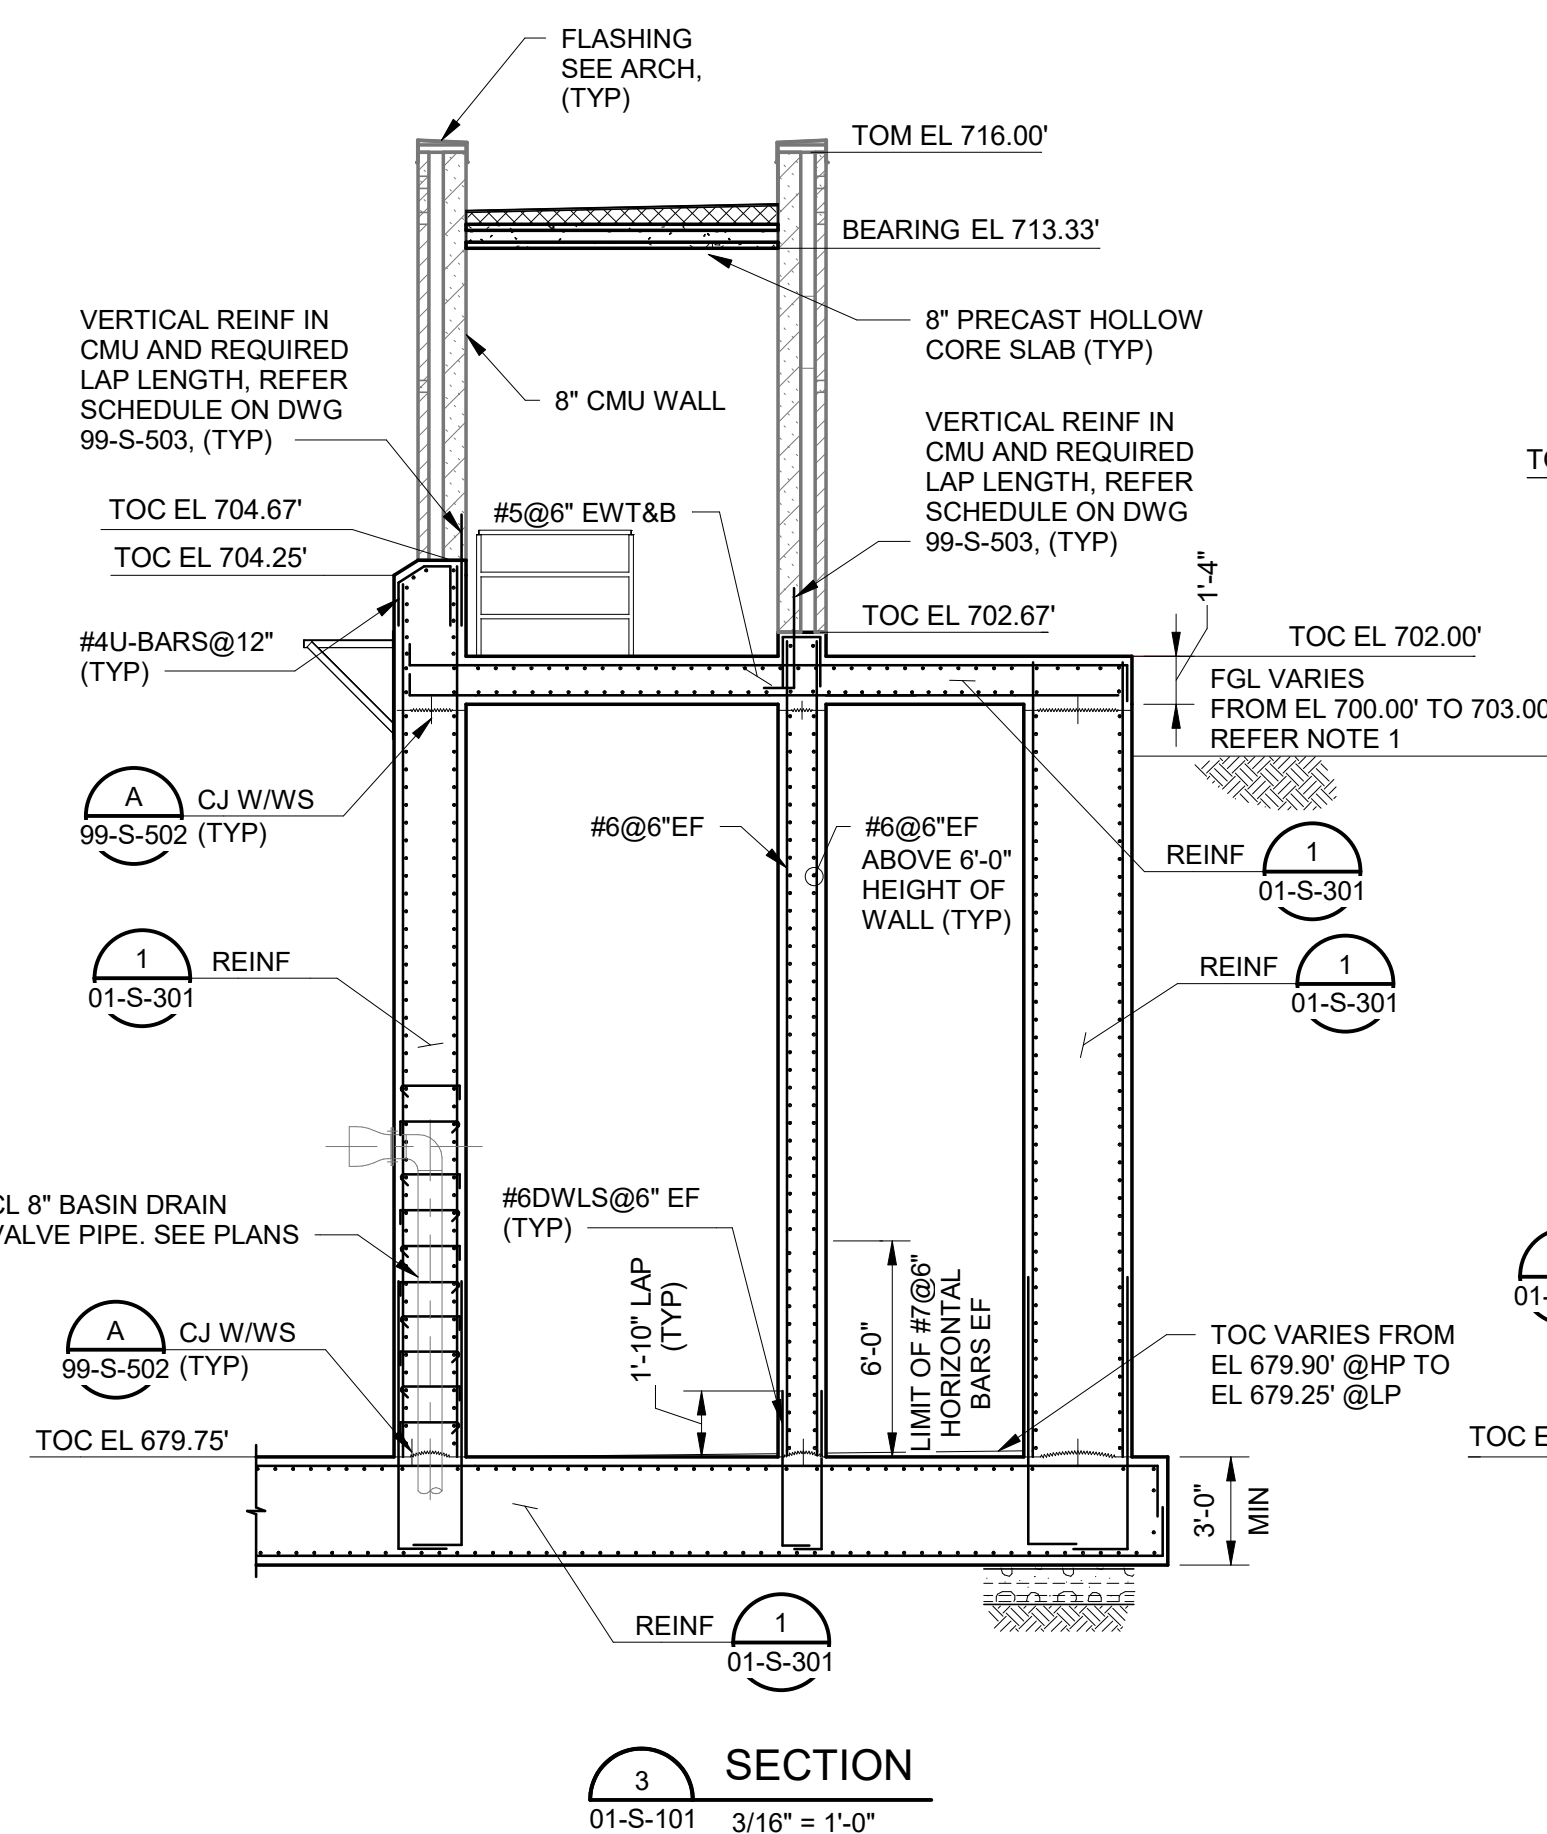 FLASHING
SEE ARCH,
(TYP)
TOM EL 716.00'
BEARING EL 713.33'
8" PRECAST HOLLOW
CORE SLAB (TYP)
VERTICAL REINF IN
CMU AND REQUIRED
LAP LENGTH, REFER
SCHEDULE ON DWG
99-S-503, (TYP)
8" CMU WALL
VERTICAL REINF IN
CMU AND REQUIRED
LAP LENGTH, REFER
SCHEDULE ON DWG
99-S-503, (TYP)
TOC EL 704.67'
#5@6" EWT&B
TOC EL 704.25'
1'-4"
TOC EL 702.67'
TOC EL 702.00'
#4U-BARS@12"
(TYP)
FGL VARIES
FROM EL 700.00' TO 703.00
REFER NOTE 1
A
99-S-502
CJ W/WS
(TYP)
#6@6"EF
#6@6"EF
ABOVE 6'-0"
HEIGHT OF
WALL (TYP)
REINF
1
01-S-301
1
01-S-301
REINF
REINF
1
01-S-301
CL 8" BASIN DRAIN
VALVE PIPE. SEE PLANS
#6DWLS@6" EF
(TYP)
1'-10" LAP
(TYP)
6'-0"
LIMIT OF #7@6"
HORIZONTAL
BARS EF
A
99-S-502
CJ W/WS
(TYP)
TOC VARIES FROM
EL 679.90' @HP TO
EL 679.25' @LP
01-
TOC EL 679.75'
TOC E
3'-0"
MIN
REINF
1
01-S-301
3
01-S-101
SECTION
3/16" = 1'-0"